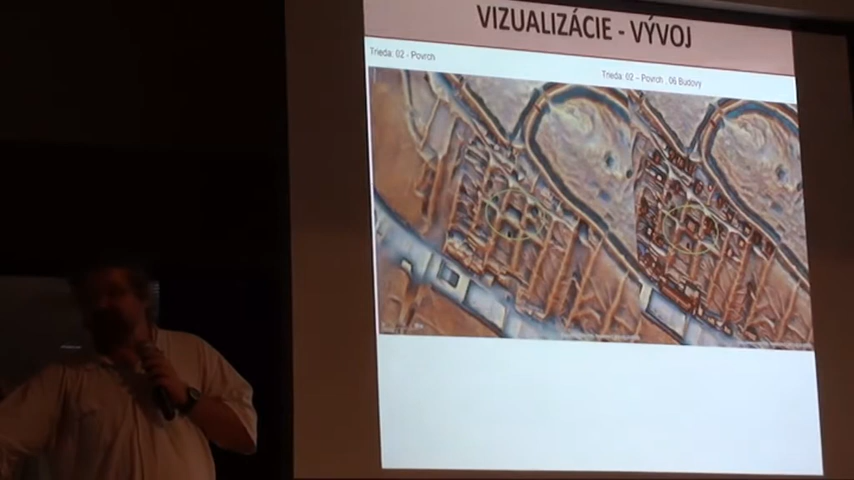 VIZUALIZÁCIE - VÝVOJ
Trieda: 02 - Povrch
Trieda: 02 – Povrch , 06 Budovy